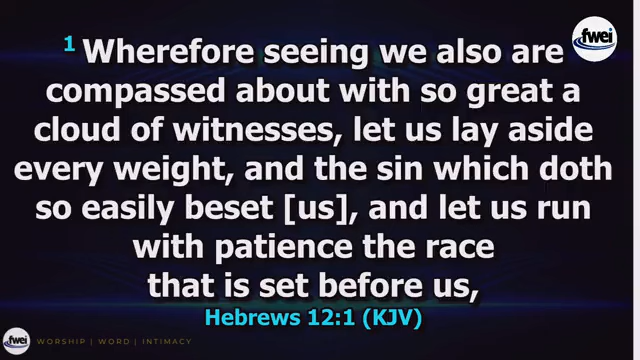 fwei
1 Wherefore seeing we also are
compassed about with so great a
cloud of witnesses, let us lay aside
every weight, and the sin which doth
so easily beset [us], and let us run
with patience the race
that is set before us,
Hebrews 12:1 (KJV)
fwei WORSHIP | WORD | INTIMACY